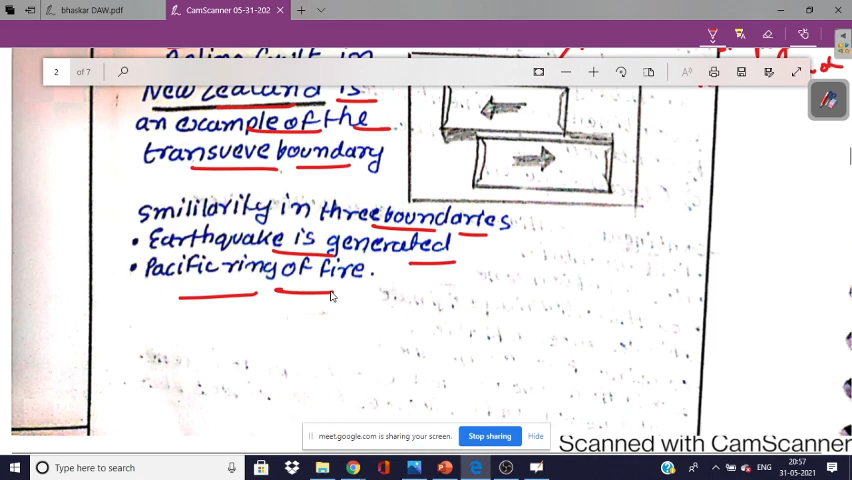 bhaskar DAW.pdf
CamScanner 05-31-202
2 of 7
New Zealand is
an example of the
transueve boundary
smililarity in three boundaries
• Earthquake is generated
• Pacific ring of fire.
meet.google.com is sharing your screen.
Stop sharing
Hide
Scanned with CamScanner
Type here to search
ENG
20:57
31-05-2021